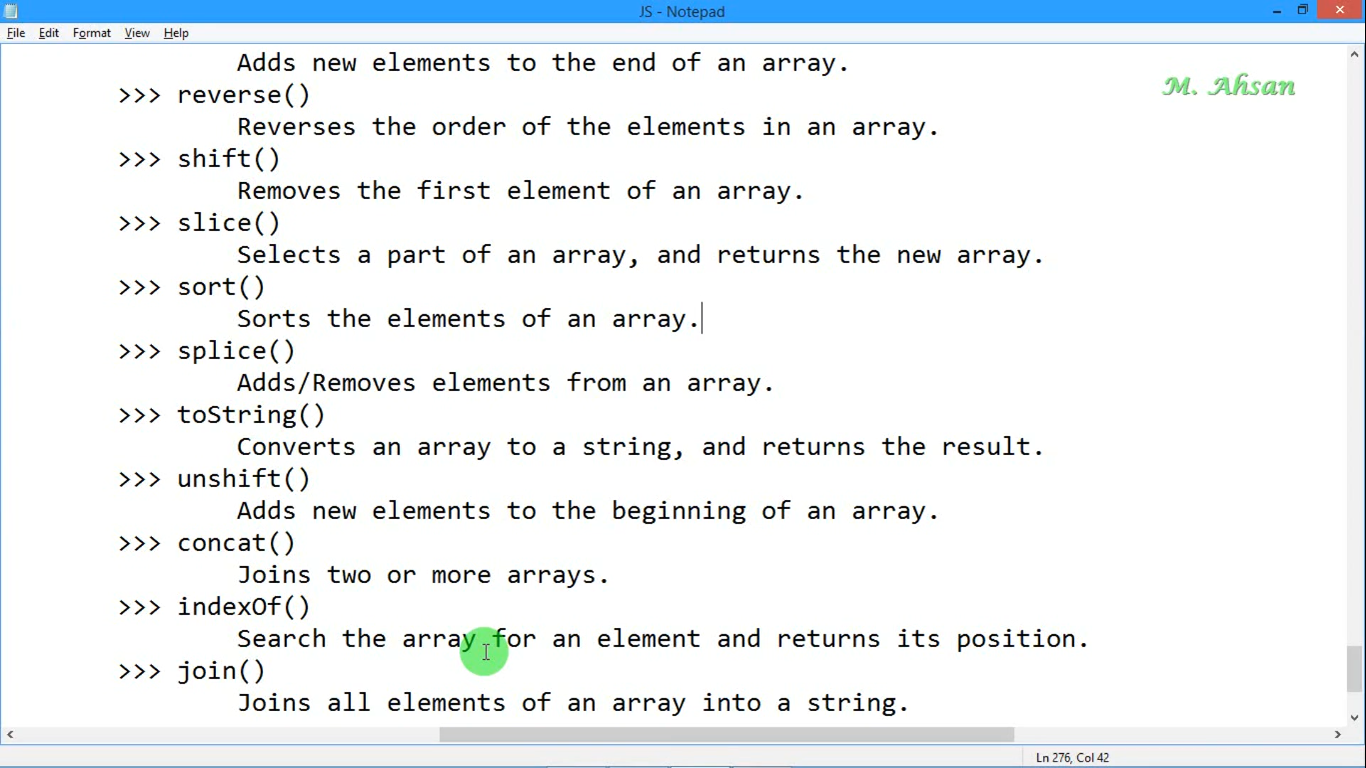 JS - Notepad
File Edit Format View Help
Adds new elements to the end of an array.
M. Ahsan
>>> reverse()
Reverses the order of the elements in an array.
>>> shift()
Removes the first element of an array.
>>> slice()
Selects a part of an array, and returns the new array.
>>> sort()
Sorts the elements of an array.
>>> splice()
Adds/Removes elements from an array.
>>> toString()
Converts an array to a string, and returns the result.
>>> unshift()
Adds new elements to the beginning of an array.
>>> concat()
Joins two or more arrays.
>>> indexOf()
Search the array for an element and returns its position.
>>> join()
Joins all elements of an array into a string.
Ln 276, Col 42